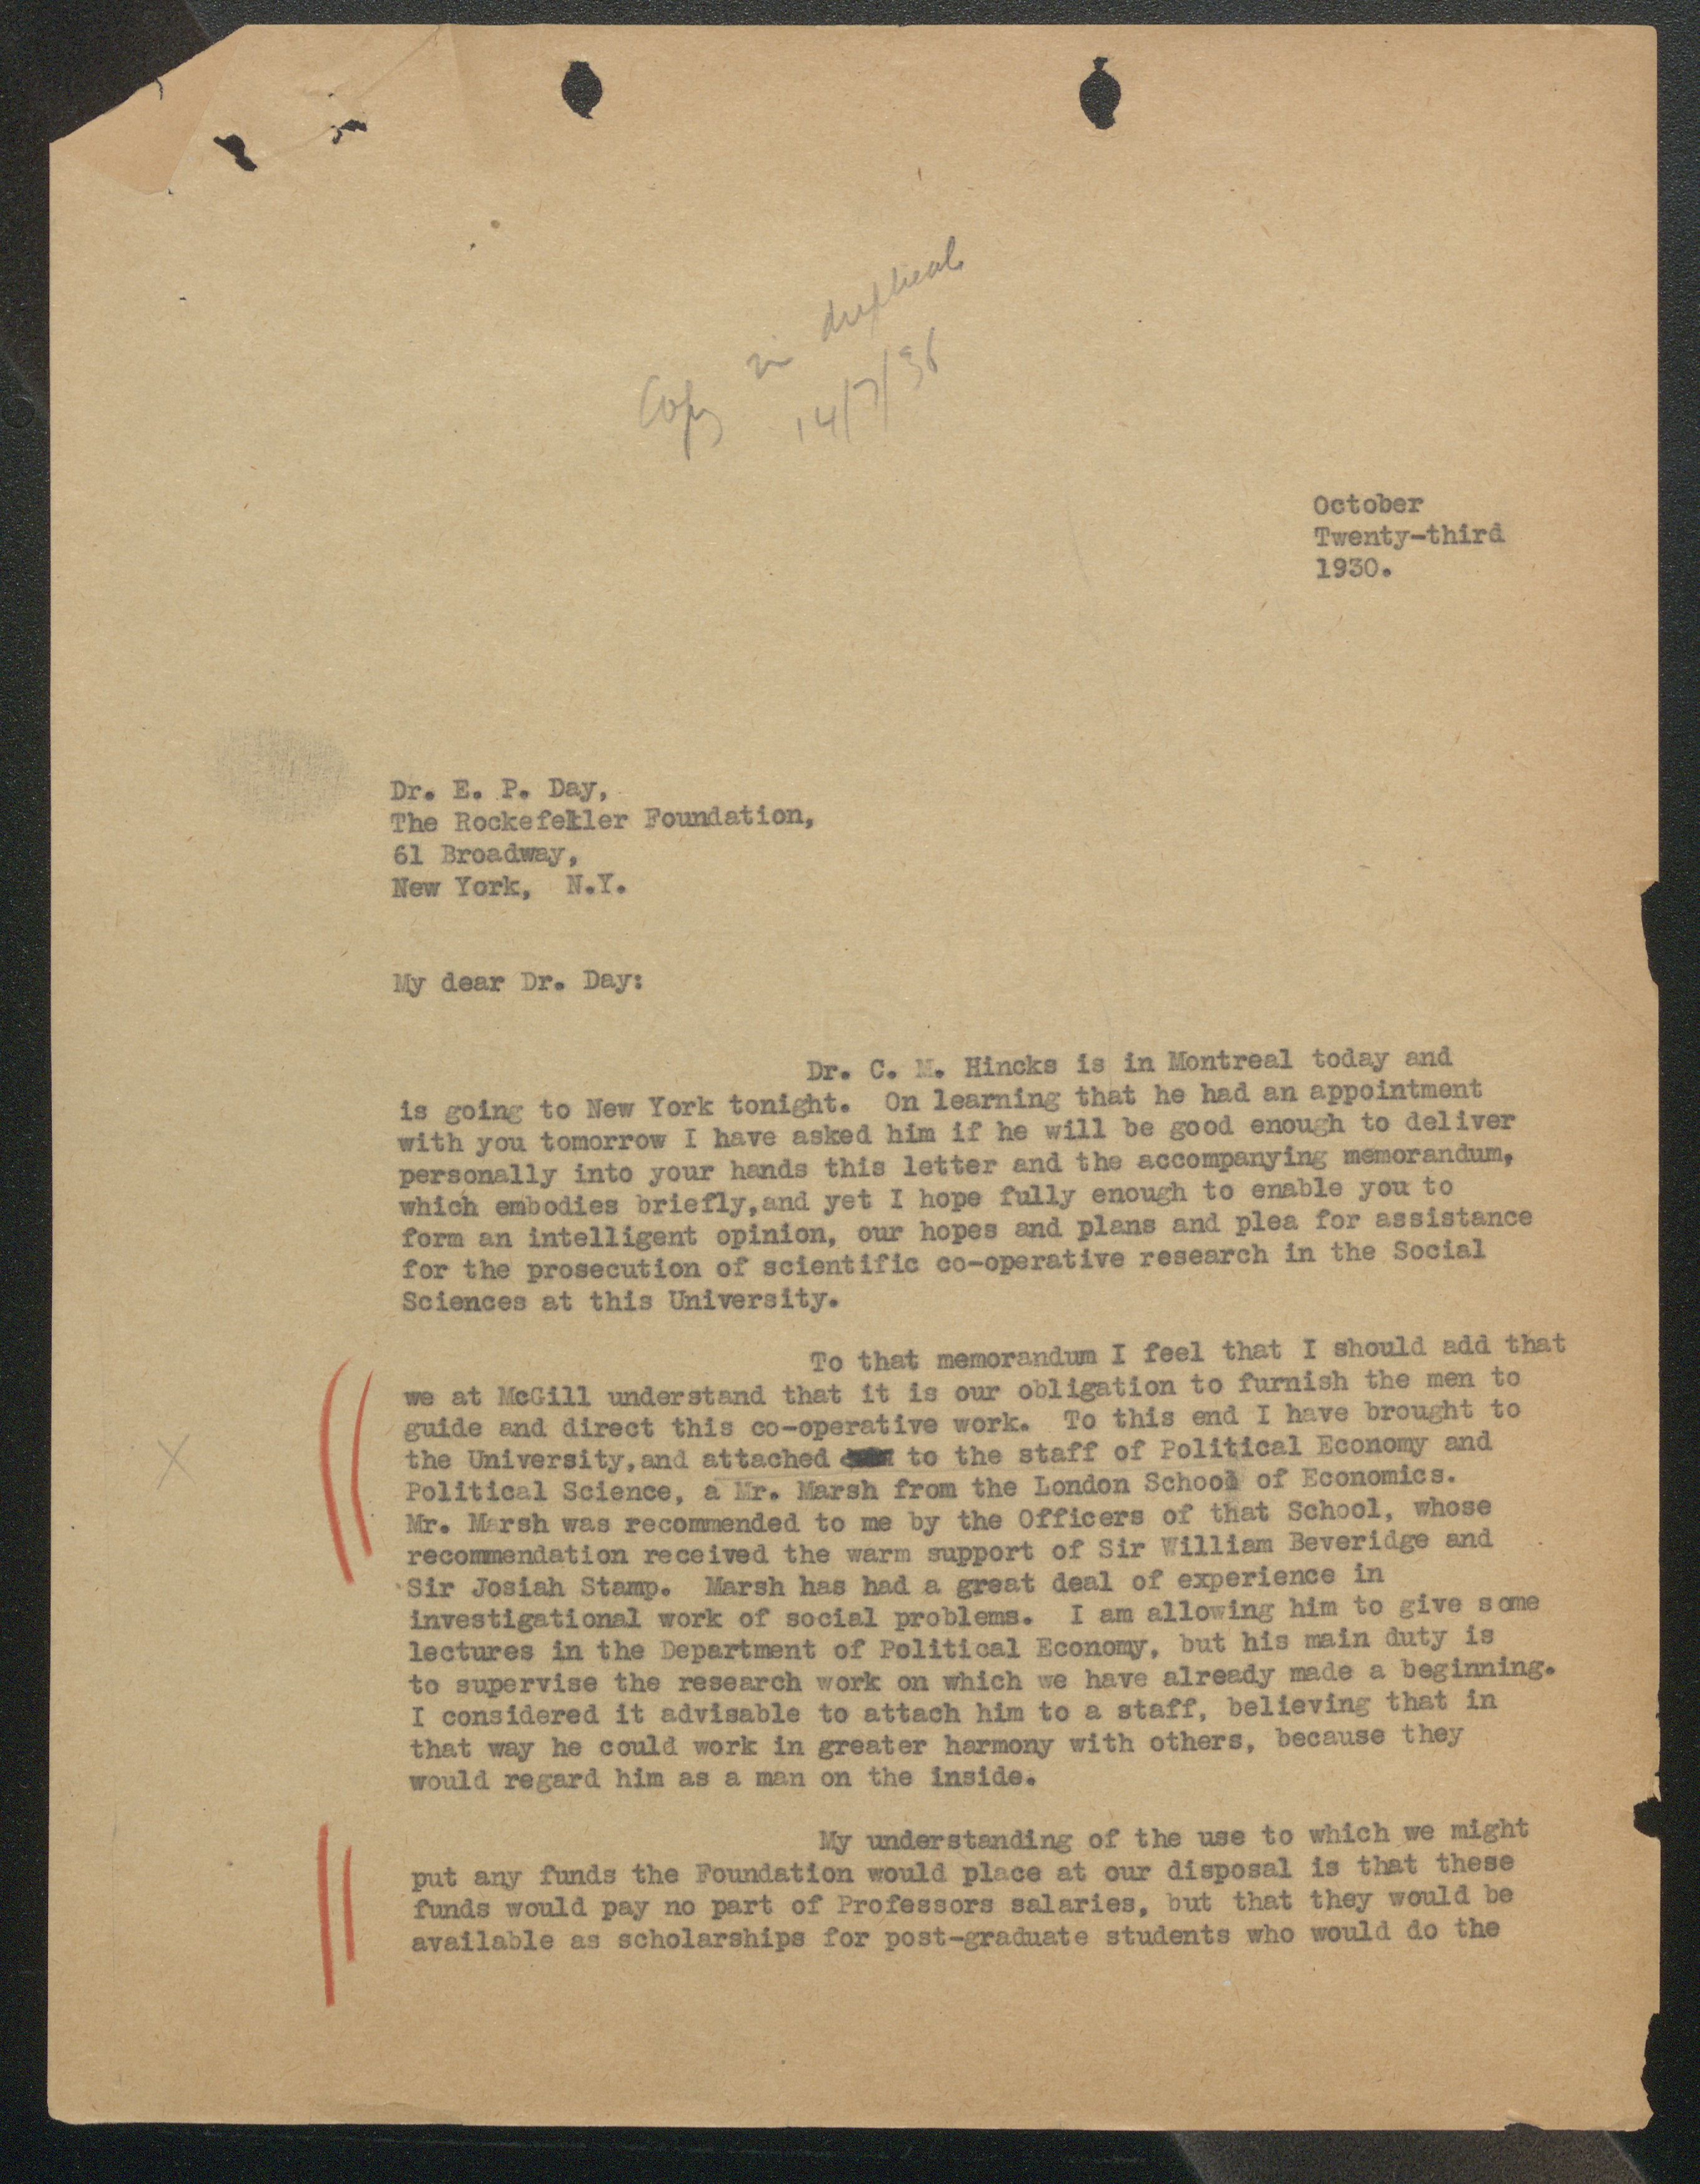 Copy in duplicate
14/7/36
October
Twenty-third
1930.
Dr. E. P. Day,
The Rockefeller Foundation,
61 Broadway,
New York, N.Y.
My dear Dr. Day:
Dr. C. M. Hincks is in Montreal today and
is going to New York tonight. On learning that he had an appointment
with you tomorrow I have asked him if he will be good enough to deliver
personally into your hands this letter and the accompanying memorandum,
which embodies briefly,and yet I hope fully enough to enable you to
form an intelligent opinion, our hopes and plans and plea for assistance
for the prosecution of scientific co-operative research in the Social
Sciences at this University.
To that memorandum I feel that I should add that
we at McGill understand that it is our obligation to furnish the men to
guide and direct this co-operative work. To this end I have brought to
the University,and attached to the staff of Political Economy and
Political Science, a Mr. Marsh from the London School of Economics.
Mr. Marsh was recommended to me by the Officers of that School, whose
recommendation received the warm support of Sir William Beveridge and
Sir Josiah Stamp. Marsh has had a great deal of experience in
investigational work of social problems. I am allowing him to give some
lectures in the Department of Political Economy, but his main duty is
to supervise the research work on which we have already made a beginning.
I considered it advisable to attach him to a staff, believing that in
that way he could work in greater harmony with others, because they
would regard him as a man on the inside.
My understanding of the use to which we might
put any funds the Foundation would place at our disposal is that these
funds would pay no part of Professors salaries, but that they would be
available as scholarships for post-graduate students who would do the